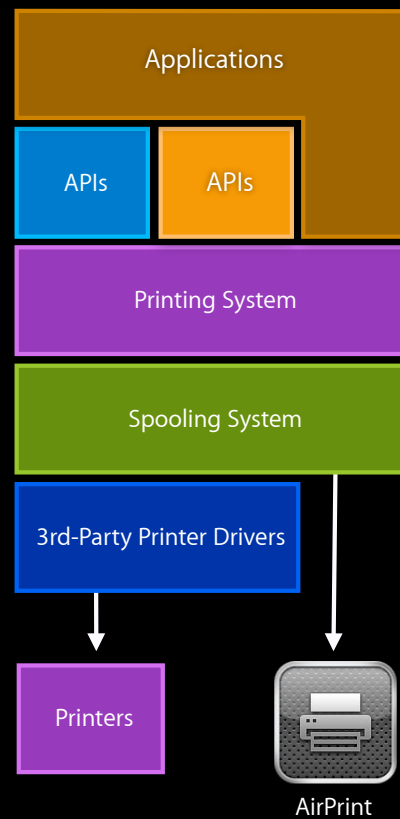 Applications
APIs
APIs
Printing System
Spooling System
3rd-Party Printer Drivers
Printers
AirPrint